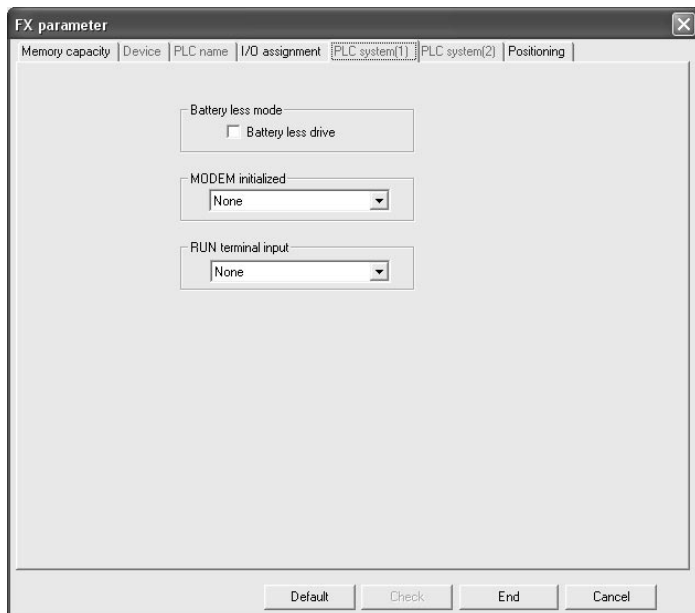 FX parameter
Memory capacity Device PLC name I/O assignment PLC system(1) PLC system(2) Positioning
Battery less mode
Battery less drive
MODEM initialized
None
RUN terminal input
None
Default Check End Cancel